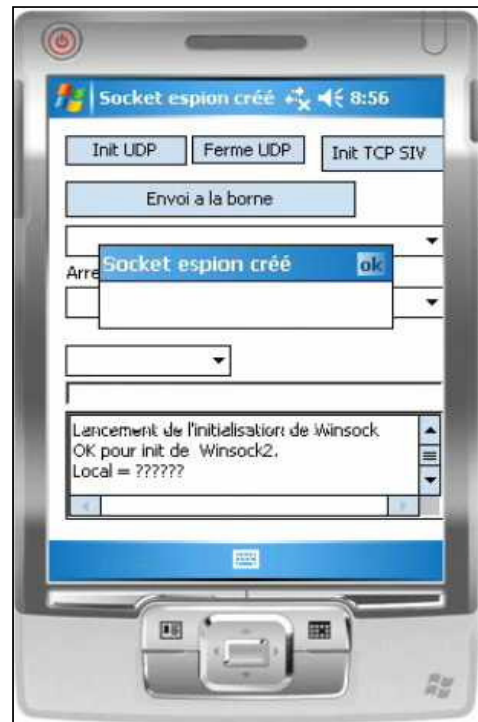 Socket espion créé 8:56
Init UDP Ferme UDP Init TCP SIV
Envoi a la borne
Socket espion créé ok
Arre
Lancement de l'initialisation de Winsock
OK pour init de Winsock2.
Local = ??????